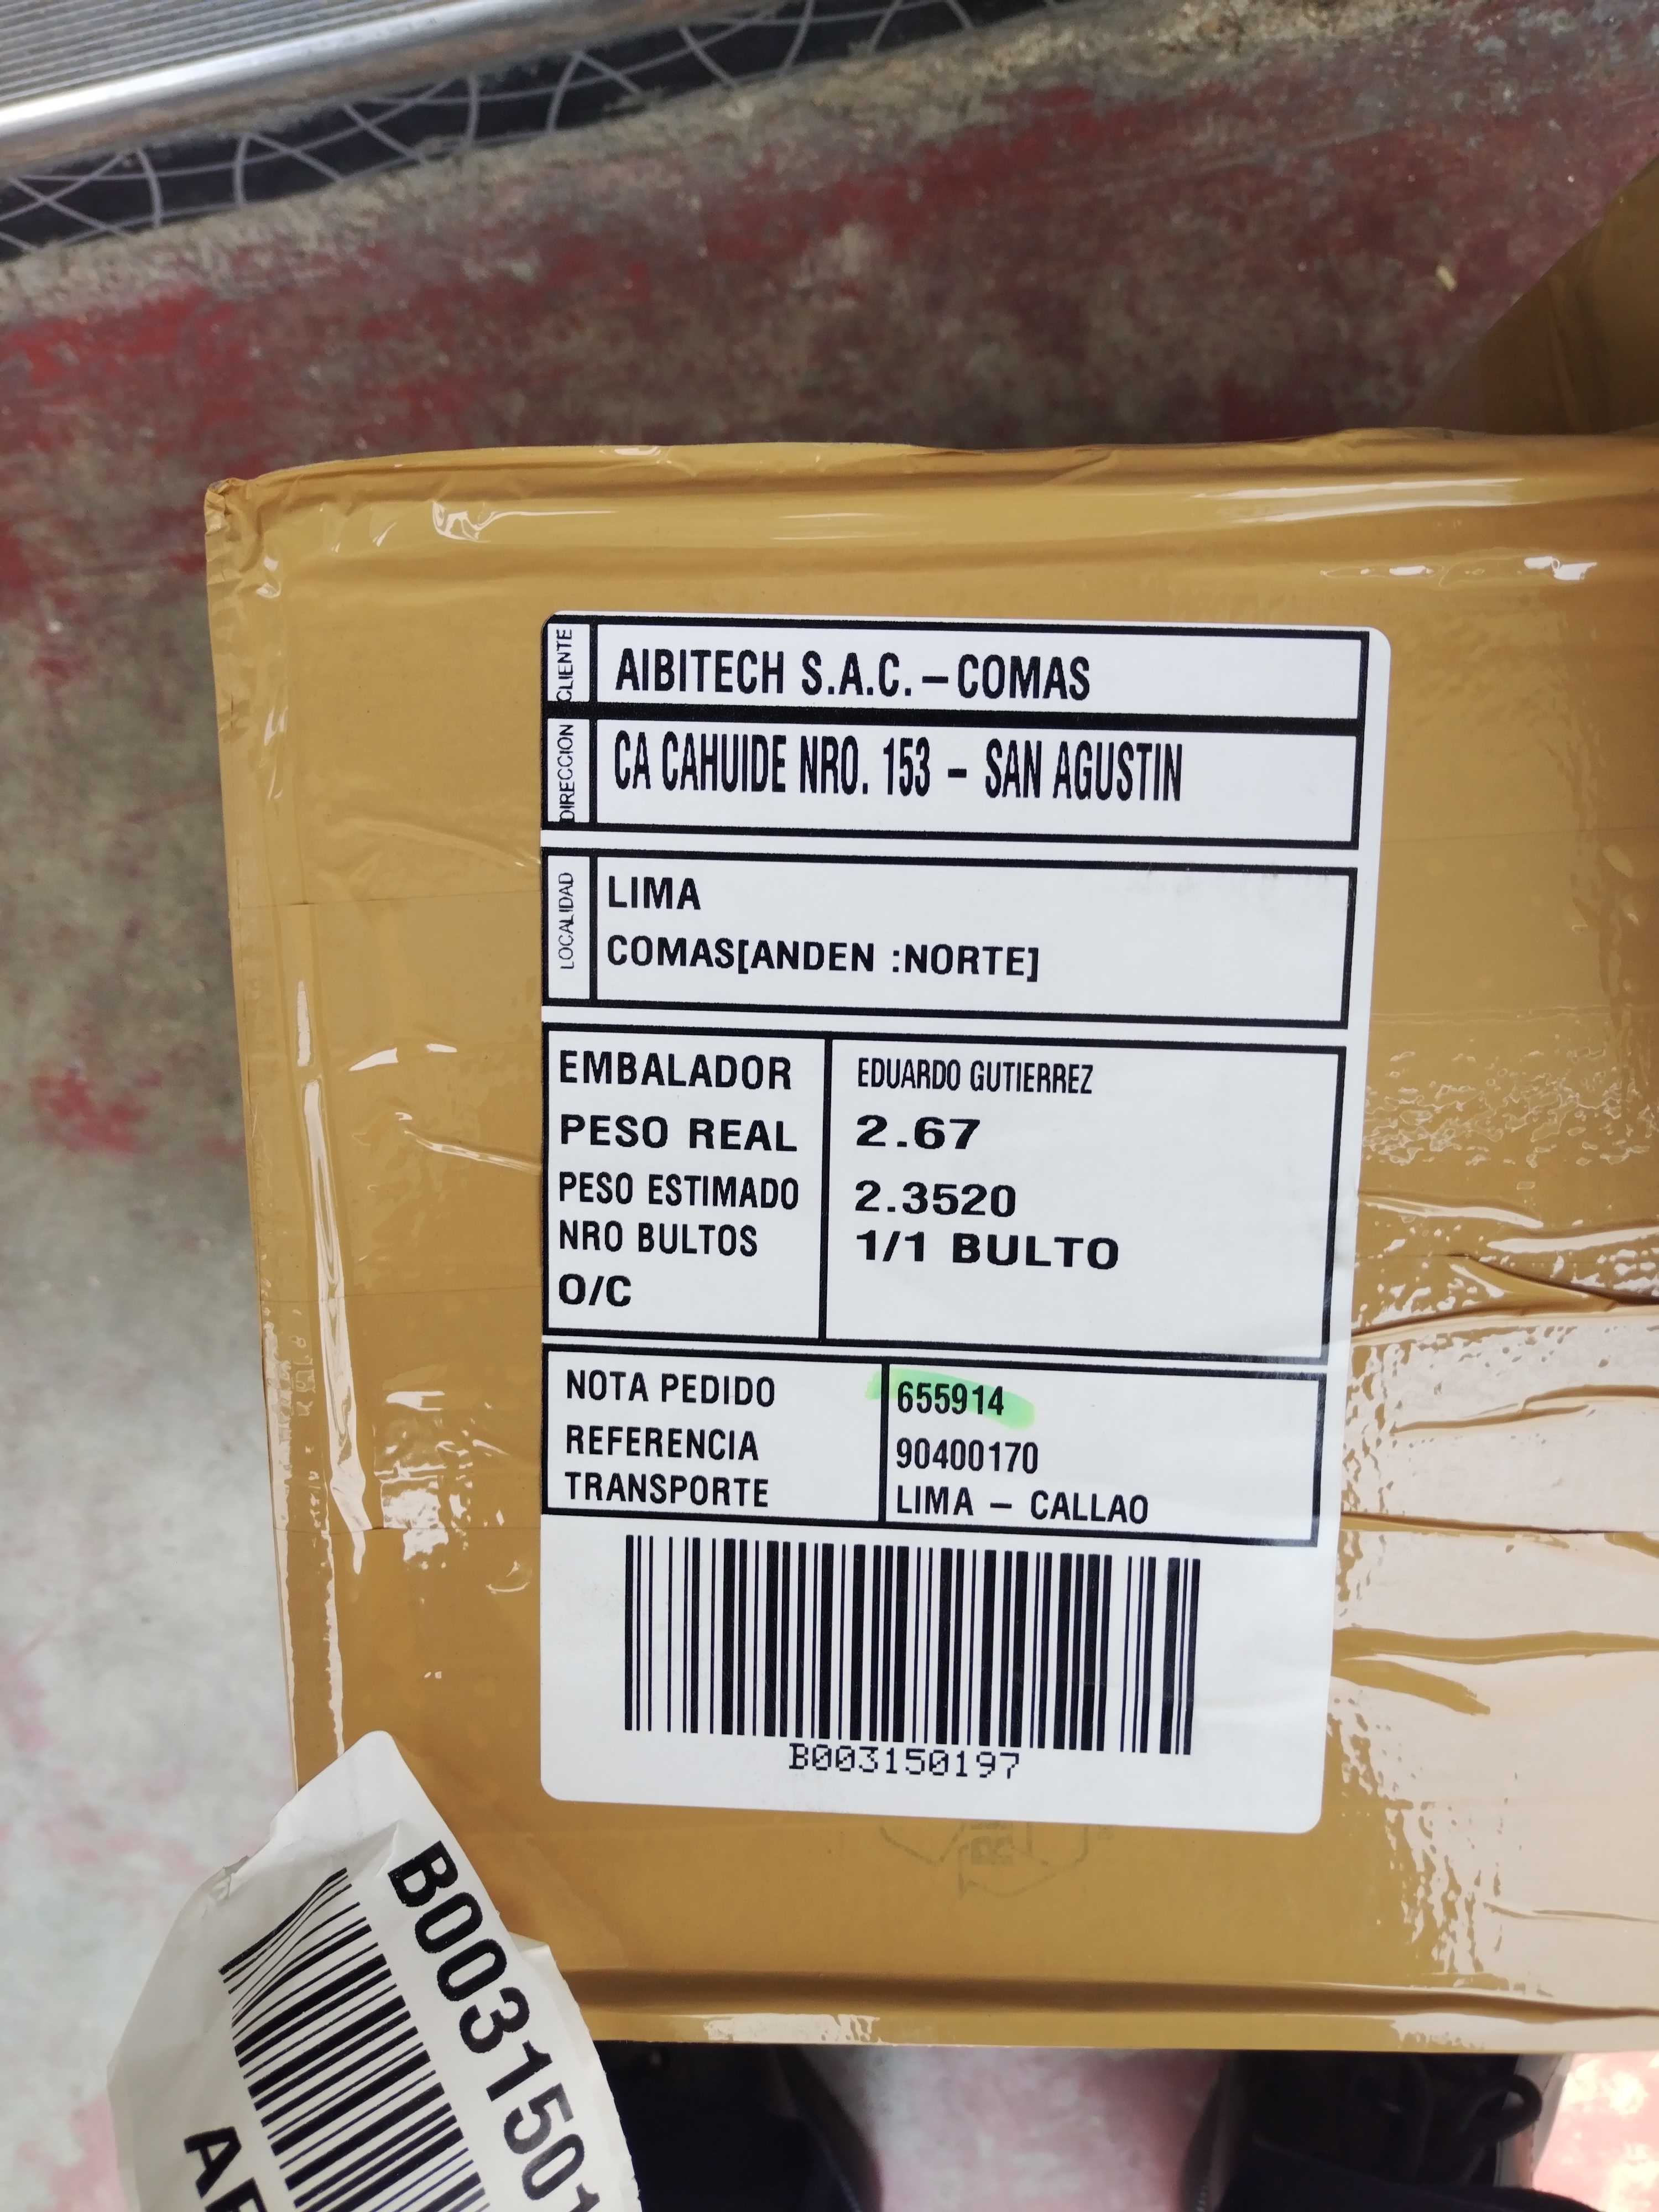 CLIENTE
AIBITECH S.A.C. – COMAS
DIRECCION
CA CAHUIDE NRO. 153 – SAN AGUSTIN
LOCALIDAD
LIMA
COMAS[ANDEN :NORTE]
EMBALADOR EDUARDO GUTIERREZ
PESO REAL 2.67
PESO ESTIMADO 2.3520
NRO BULTOS 1/1 BULTO
O/C
NOTA PEDIDO 655914
REFERENCIA 90400170
TRANSPORTE LIMA – CALLAO
B003150197
B0031501